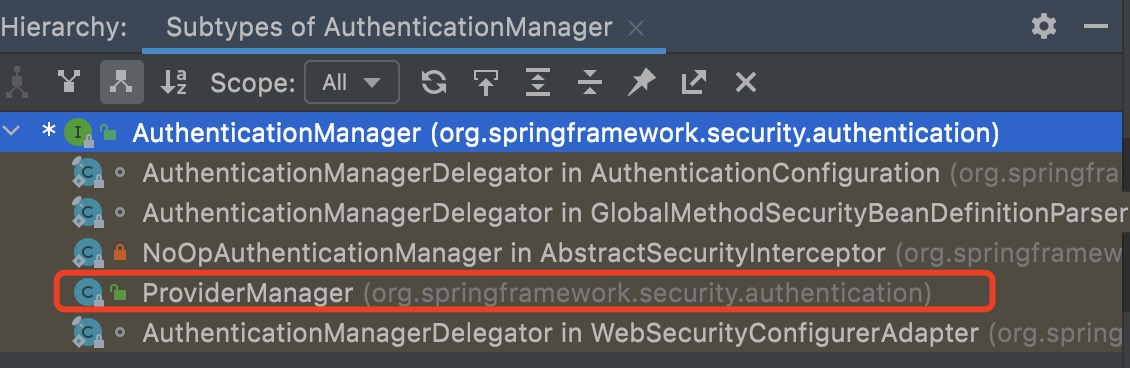 Hierarchy: Subtypes of AuthenticationManager
Scope: All
* I AuthenticationManager (org.springframework.security.authentication)
C AuthenticationManagerDelegator in AuthenticationConfiguration (org.springfra
C AuthenticationManagerDelegator in GlobalMethodSecurityBeanDefinitionParser
C NoOpAuthenticationManager in AbstractSecurityInterceptor (org.springframew
C ProviderManager (org.springframework.security.authentication)
C AuthenticationManagerDelegator in WebSecurityConfigurerAdapter (org.spring